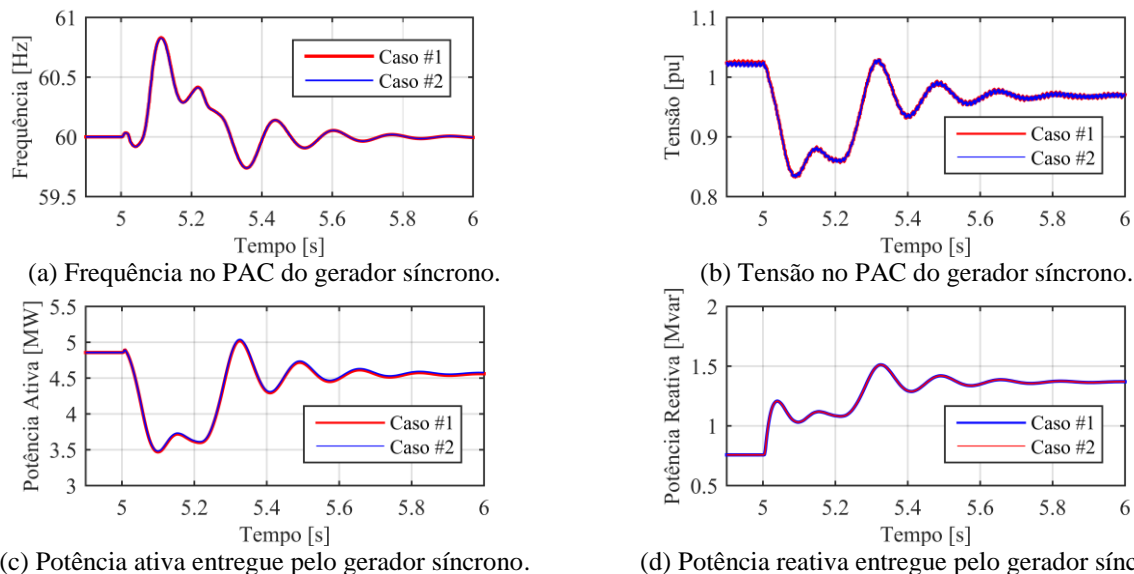 61
60.5
60
59.5
Frequência [Hz]
Caso #1
Caso #2
5
5.2
5.4
5.6
5.8
6
Tempo [s]
(a) Frequência no PAC do gerador síncrono.
1.1
1
0.9
0.8
Tensão [pu]
Caso #1
Caso #2
5
5.2
5.4
5.6
5.8
6
Tempo [s]
(b) Tensão no PAC do gerador síncrono.
5.5
5
4.5
4
3.5
3
Potência Ativa [MW]
Caso #1
Caso #2
5
5.2
5.4
5.6
5.8
6
Tempo [s]
(c) Potência ativa entregue pelo gerador síncrono.
2
1.5
1
0.5
Potência Reativa [Mvar]
Caso #1
Caso #2
5
5.2
5.4
5.6
5.8
6
Tempo [s]
(d) Potência reativa entregue pelo gerador sínc